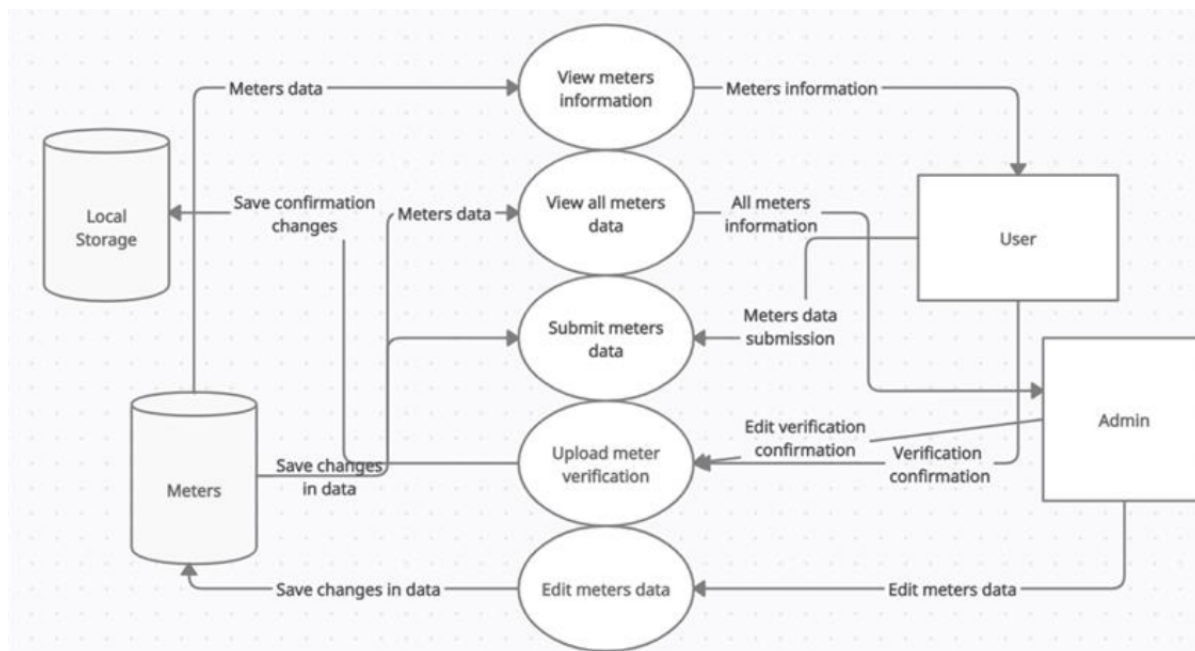 View meters
information
Meters data
Meters information
Local
Storage
Save confirmation
changes
Meters data
View all meters
data
All meters
information
User
Submit meters
data
Meters data
submission
Meters
Save changes
in data
Upload meter
verification
Edit verification
confirmation
Verification
confirmation
Admin
Save changes in data
Edit meters data
Edit meters data